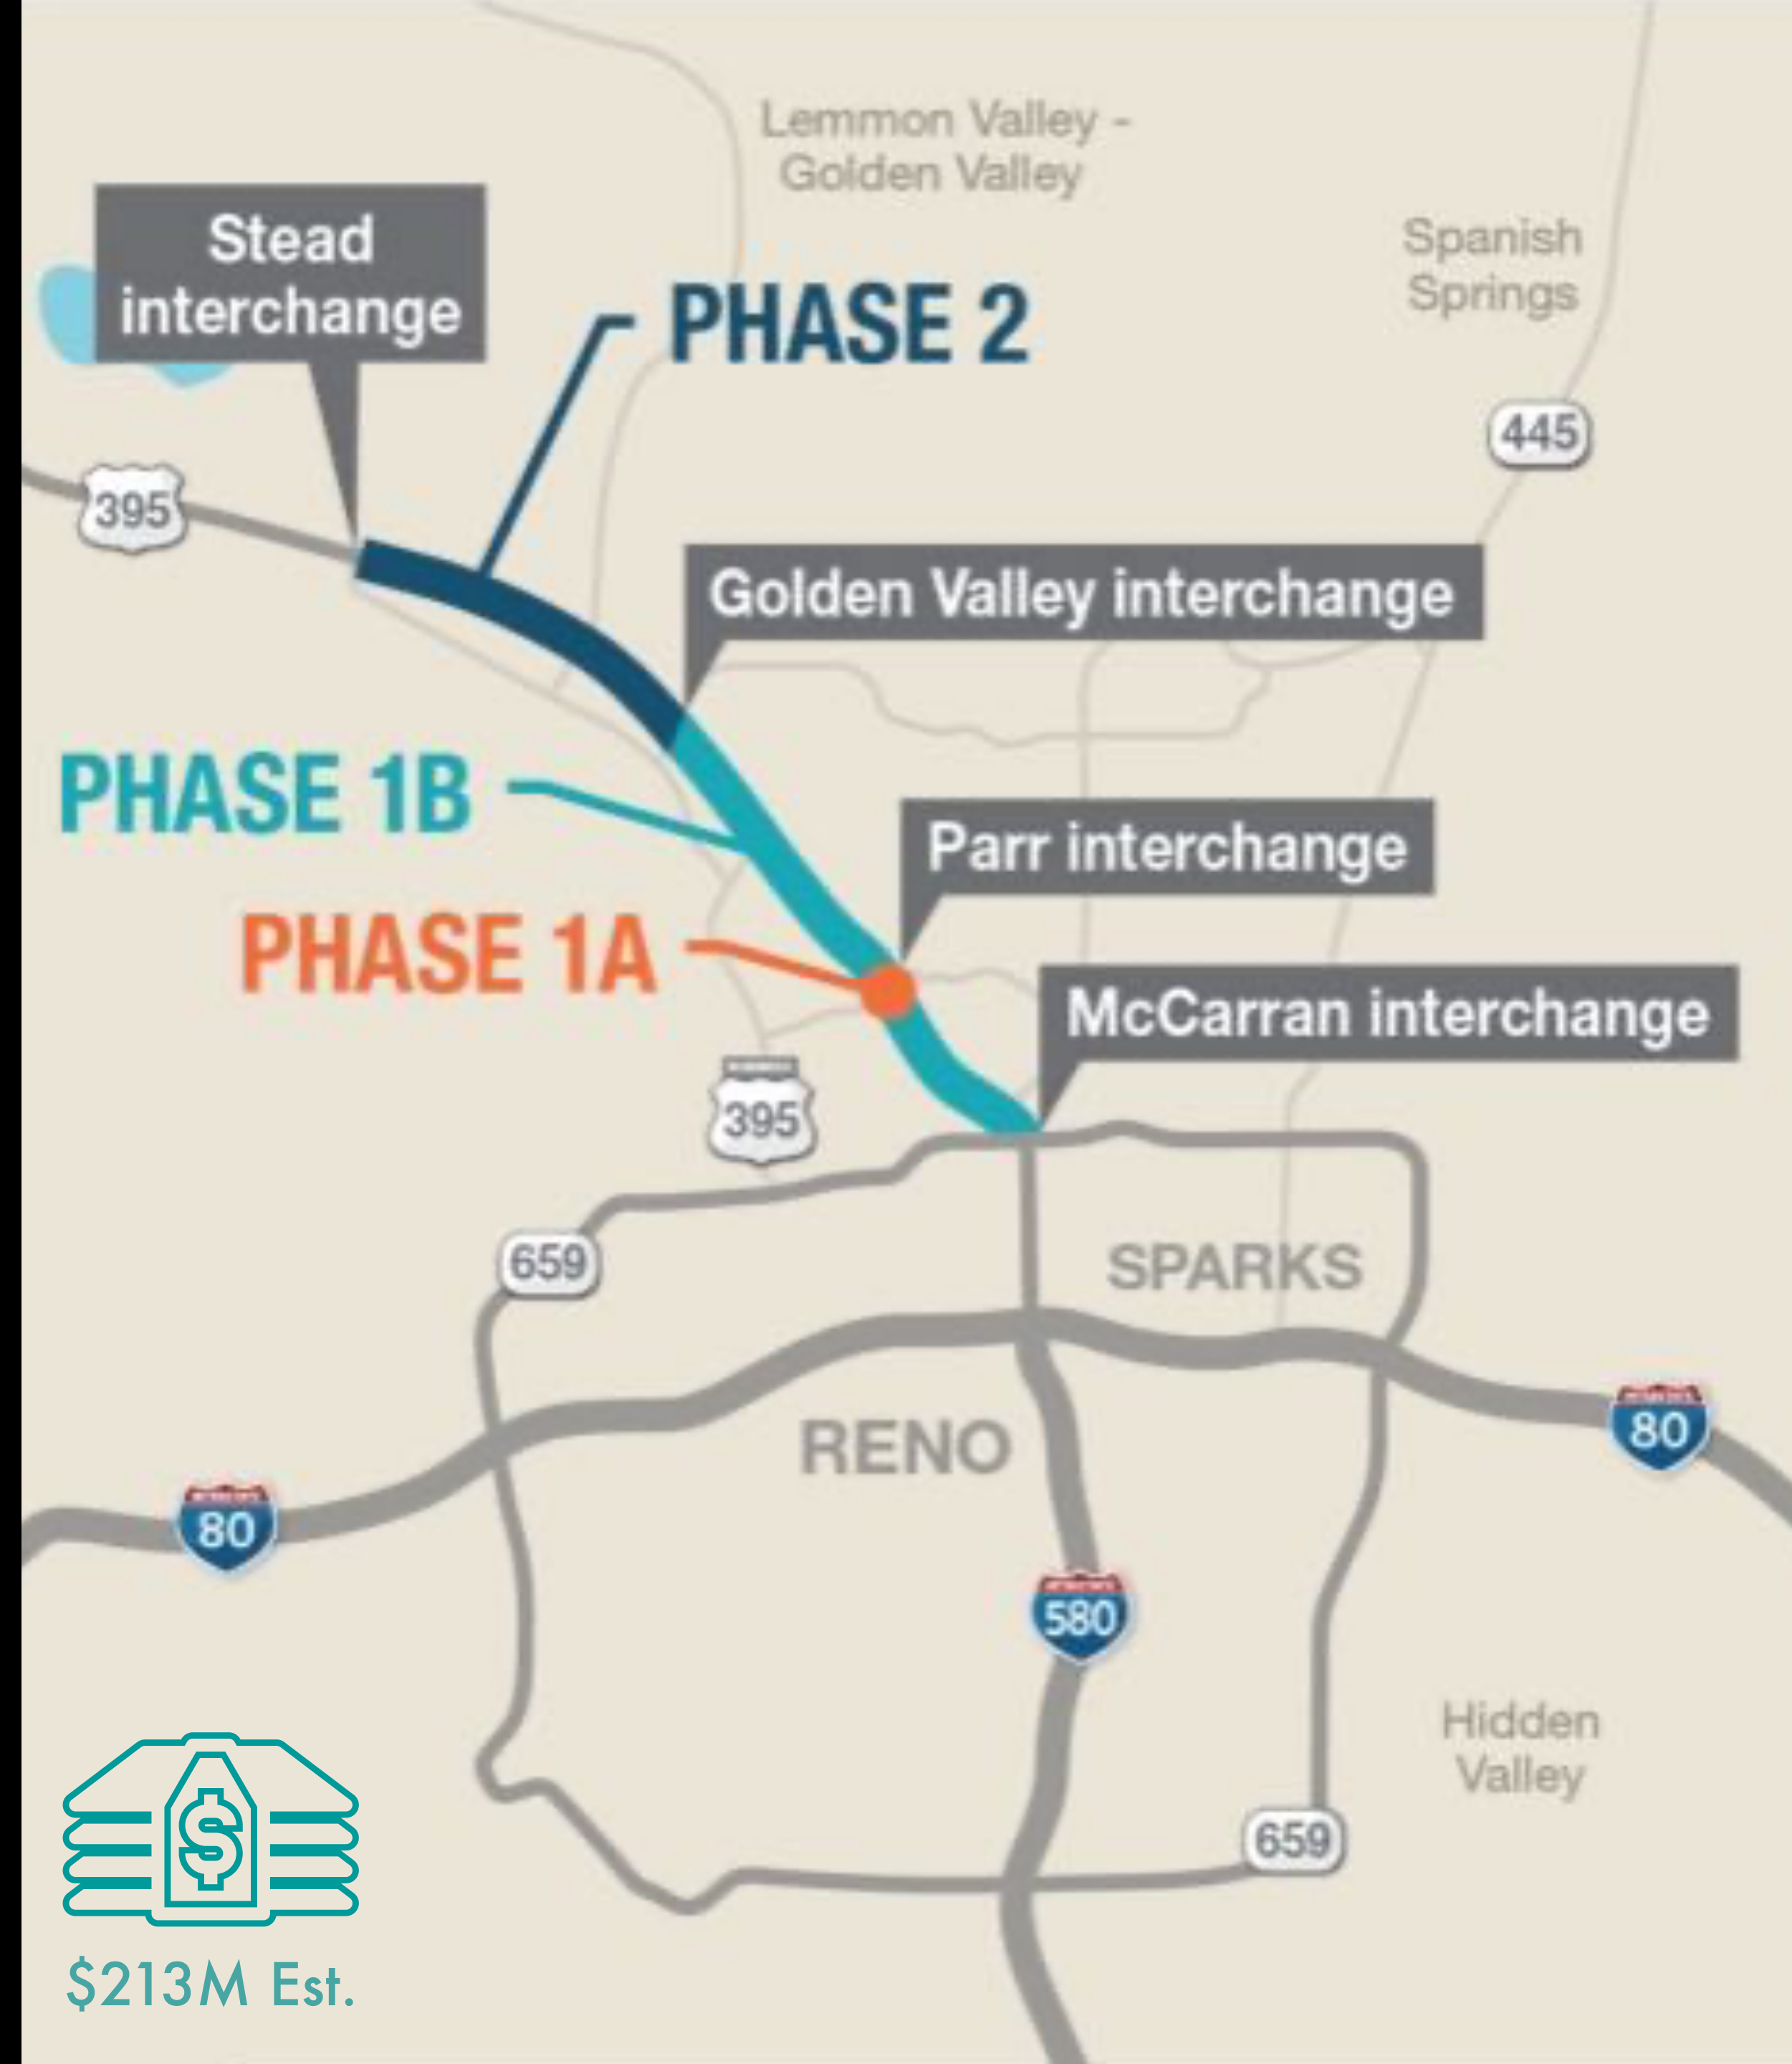 Lemmon Valley -
Golden Valley
Stead
interchange
Spanish
Springs
PHASE 2
445
395
Golden Valley interchange
PHASE 1B
Parr interchange
PHASE 1A
McCarran interchange
395
659
SPARKS
80
RENO
80
580
Hidden
Valley
659
$
$213M Est.